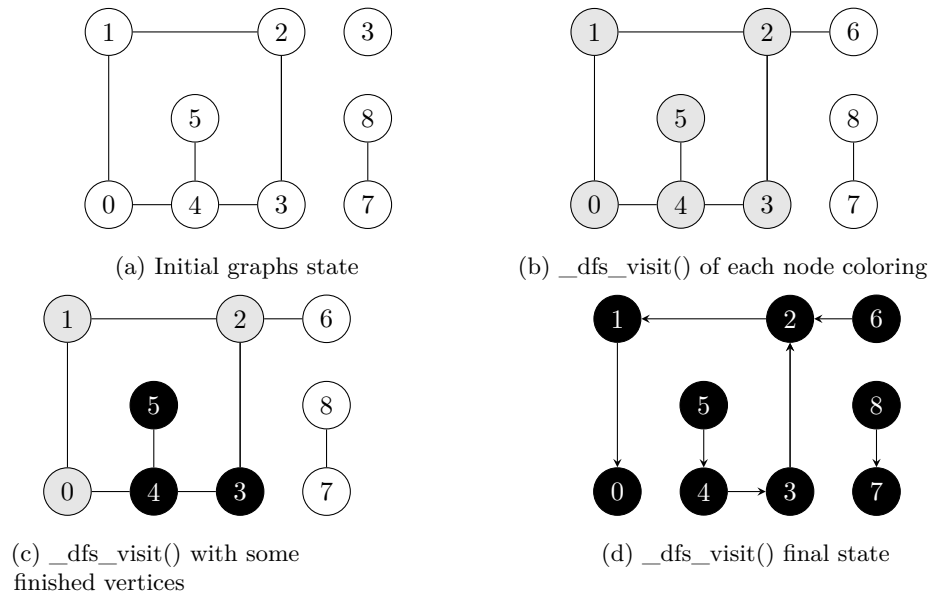 1 2 3
5 8
0 4 3 7
(a) Initial graphs state
1 2 6
5 8
0 4 3 7
(b) _dfs_visit() of each node coloring
1 2 6
5 8
0 4 3 7
(c) _dfs_visit() with some
finished vertices
1 2 6
5 8
0 4 3 7
(d) _dfs_visit() final state